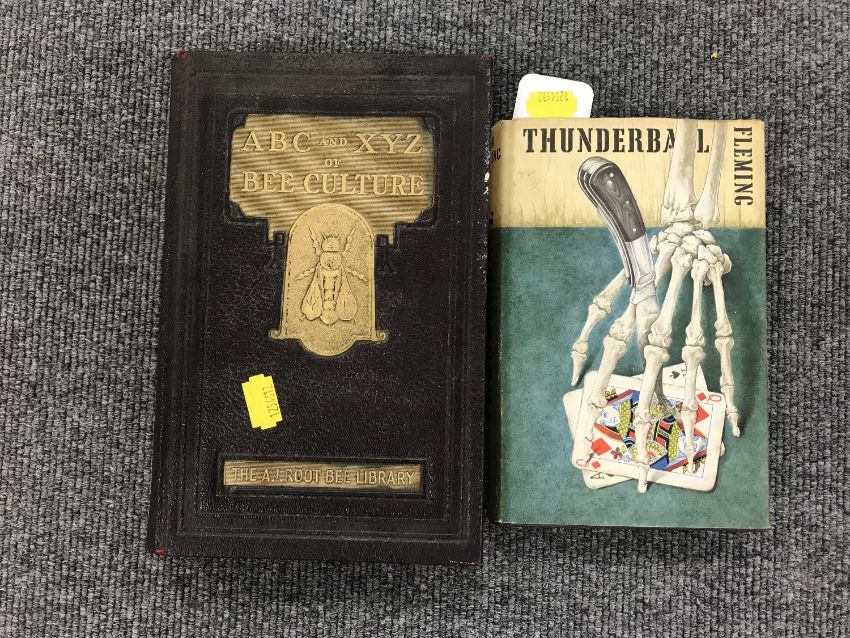 ABC AND XYZ
OF
BEE CULTURE
THE A.I. ROOT BEE LIBRARY
THUNDERBALL
FLEMING
Q